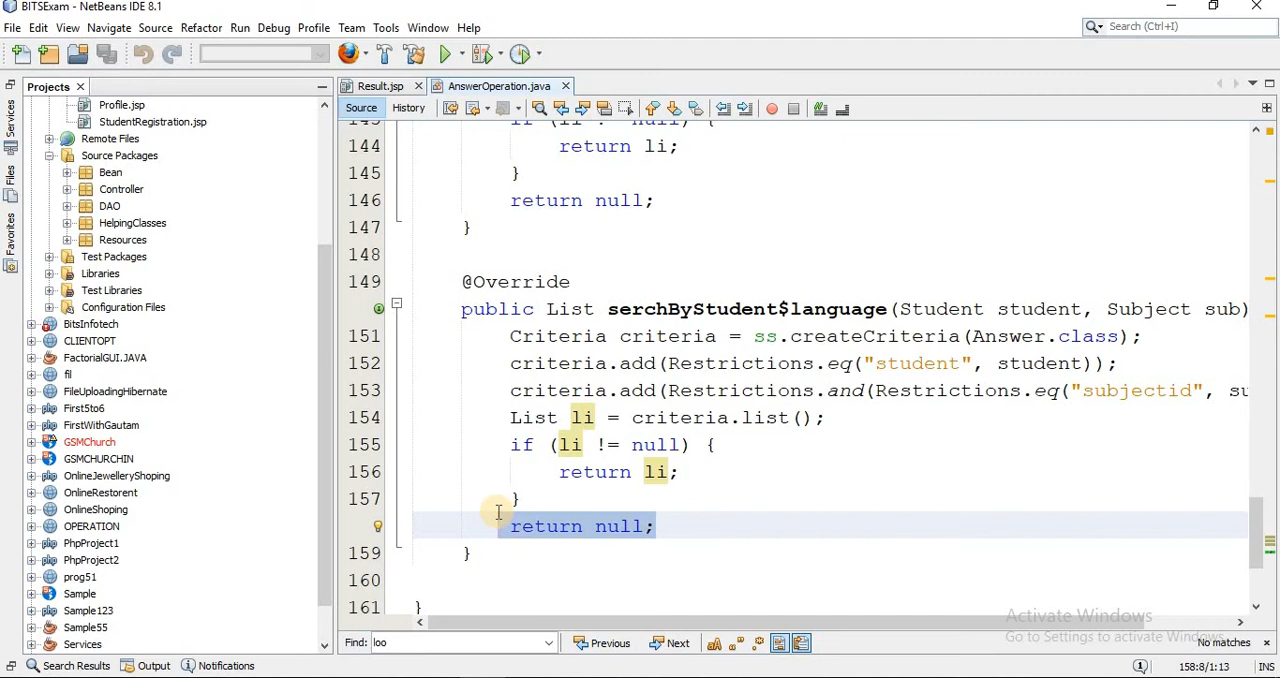 BITSExam - NetBeans IDE 8.1
File Edit View Navigate Source Refactor Run Debug Profile Team Tools Window Help
Search (Ctrl+I)
Projects
Result.jsp
AnswerOperation.java
Source
History
Services
Files
Favorites
Profile.jsp
StudentRegistration.jsp
Remote Files
Source Packages
Bean
Controller
DAO
HelpingClasses
Resources
Test Packages
Libraries
Test Libraries
Configuration Files
BitsInfotech
CLIENTOPT
FactorialGUI.JAVA
fil
FileUploadingHibernate
First5to6
FirstWithGautam
GSMChurch
GSMCHURCHIN
OnlineJewelleryShoping
OnlineRestorent
OnlineShoping
OPERATION
PhpProject1
PhpProject2
prog51
Sample
Sample123
Sample55
Services
144 return li;
145 }
146 return null;
147 }
148
149 @Override
public List serchByStudent$language(Student student, Subject sub)
151 Criteria criteria = ss.createCriteria(Answer.class);
152 criteria.add(Restrictions.eq("student", student));
153 criteria.add(Restrictions.and(Restrictions.eq("subjectid", su
154 List li = criteria.list();
155 if (li != null) {
156 return li;
157 }
return null;
159 }
160
161 }
Activate Windows
Go to Settings to activate Windows.
Find: loo Previous Next No matches
Search Results Output Notifications 158:8/1:13 INS